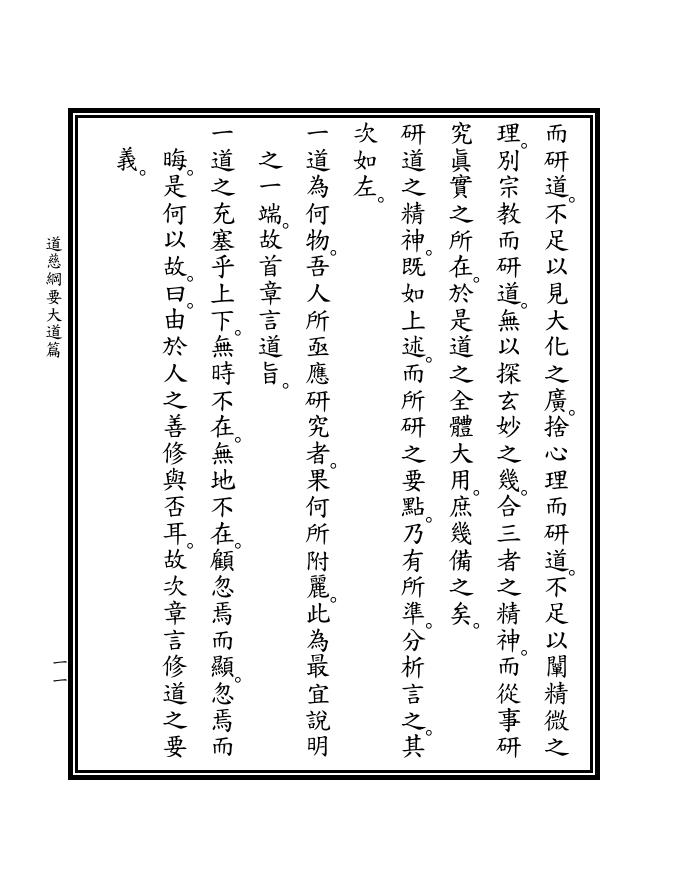 而研道。不足以見大化之廣。捨心理而研道。不足以闡精微之
理。別宗教而研道。無以探玄妙之幾。合三者之精神。而從事研
究眞實之所在。於是道之全體大用。庶幾備之矣。
研道之精神。既如上述。而所研之要點。乃有所準。分析言之。其
次如左。
一道為何物。吾人所亟應研究者。果何所附麗。此為最宜說明
之一端。故首章言道旨。
一道之充塞乎上下。無時不在。無地不在。顧忽焉而顯。忽焉而
晦。是何以故。曰。由於人之善修與否耳。故次章言修道之要
義。
道慈綱要大道篇
一一